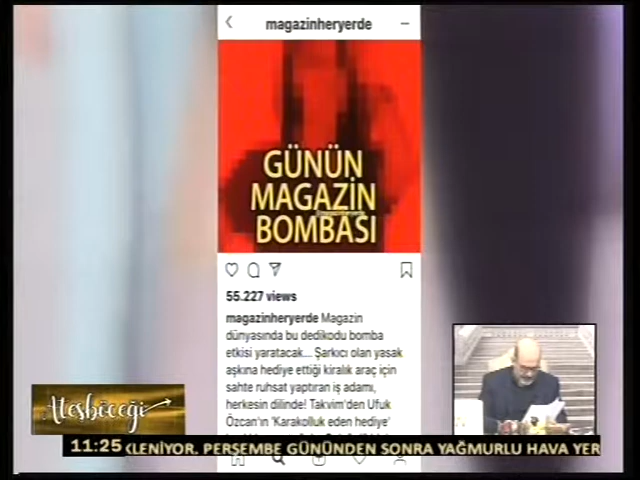 magazinheryerde
GÜNÜN
MAGAZİN
BOMBASI
55.227 views
magazinheryerde Magazin
dünyasında bu dedikodu bomba
etkisi yaratacak... Şarkıcı olan yasak
aşkına hediye ettiği kiralık araç için
sahte ruhsat yaptıran iş adamı,
herkesin dilinde! Takvim'den Ufuk
Özcan'ın 'Karakolluk eden hediye'
Ateşböceği
11:25 KLENİYOR. PERŞEMBE GÜNÜNDEN SONRA YAĞMURLU HAVA YER